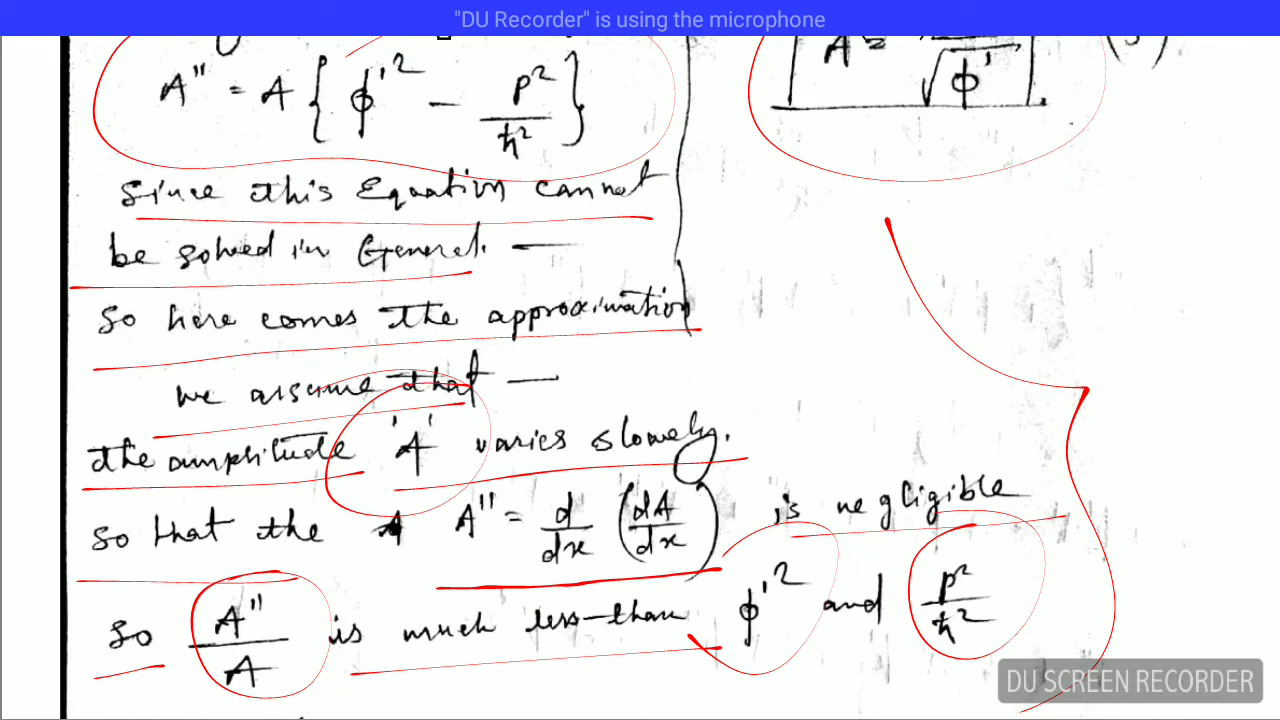 "DU Recorder" is using the microphone
A'' = A { ϕ'² − p²/ħ² }
A = √ϕ'
Since this Equation cannot
be solved in General. —
So here comes the approximation
we assume that —
the amplitude 'A' varies slowely.
So that the A'' = d/dx (dA/dx) is negligible
So A''/A is much less-than ϕ'² and p²/ħ²
DU SCREEN RECORDER